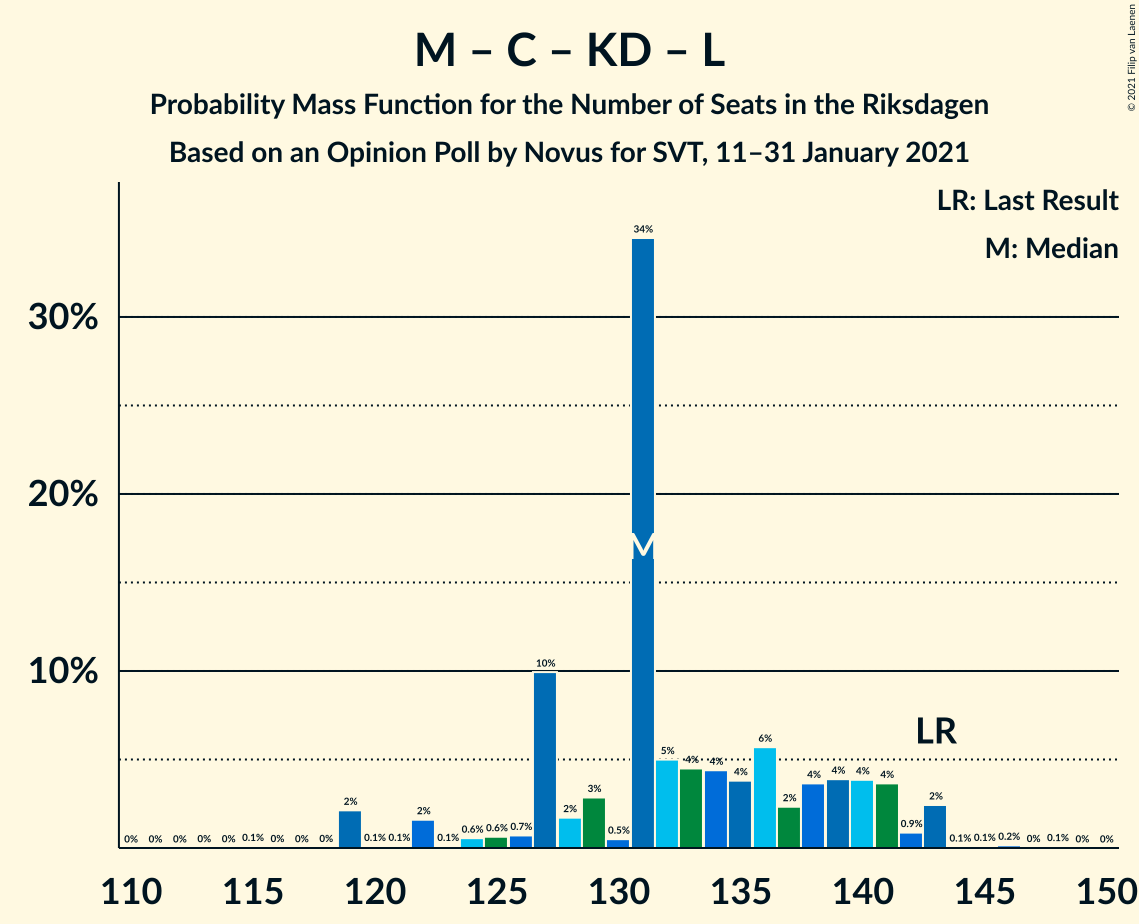 M – C – KD – L
Probability Mass Function for the Number of Seats in the Riksdagen
Based on an Opinion Poll by Novus for SVT, 11–31 January 2021
© 2021 Filip van Laenen
LR: Last Result
M: Median
30%
20%
10%
34%
M
LR
0% 0% 0% 0% 0% 0.1% 0% 0% 0% 2% 0.1% 0.1% 2% 0.1% 0.6% 0.6% 0.7% 10% 2% 3% 0.5% 5% 4% 4% 4% 6% 2% 4% 4% 4% 4% 0.9% 2% 0.1% 0.1% 0.2% 0% 0.1% 0% 0%
110 115 120 125 130 135 140 145 150